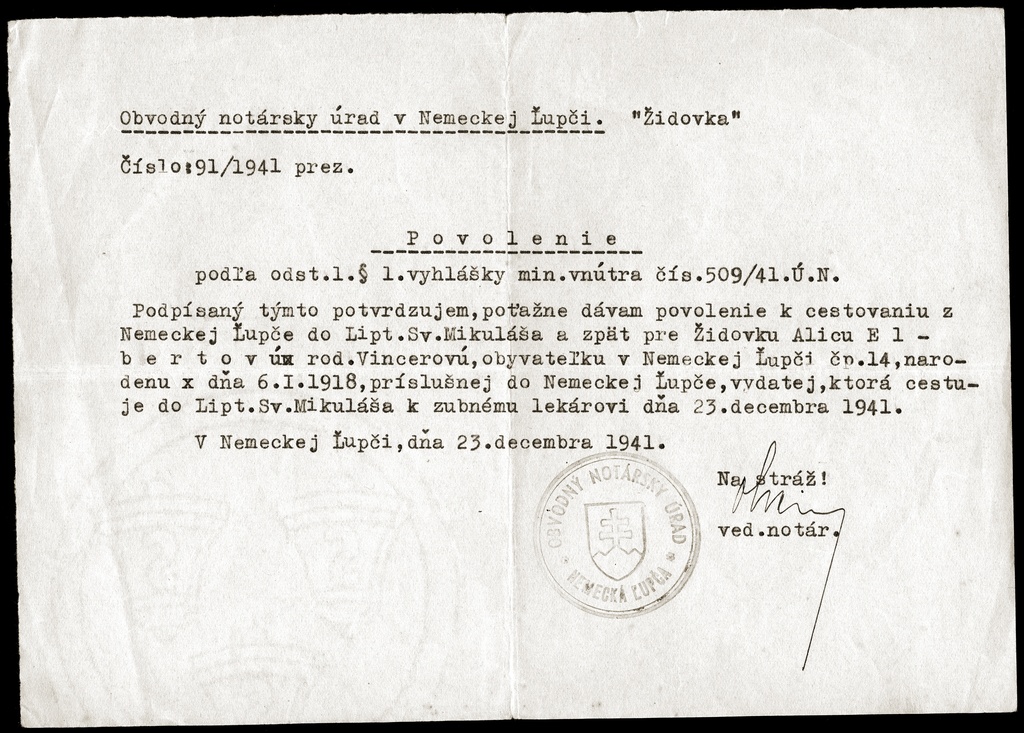 Obvodný notársky úrad v Nemeckej Ľupči. "Židovka"
Číslo:91/1941 prez.
P o v o l e n i e
podľa odst.1.§ 1.vyhlášky min.vnútra čís.509/41.Ú.N.
Podpísaný týmto potvrdzujem,poťažne dávam povolenie k cestovaniu z
Nemeckej Ľupče do Lipt.Sv.Mikuláša a zpät pre Židovku Alicu E l -
b e r t o v ú rod.Vincerovú,obyvateľku v Nemeckej Ľupči čp.14,naro-
denu x dňa 6.I.1918,príslušnej do Nemeckej Ľupče,vydatej,ktorá cestu-
je do Lipt.Sv.Mikuláša k zubnému lekárovi dňa 23.decembra 1941.
V Nemeckej Ľupči,dňa 23.decembra 1941.
Na stráž!
ved.notár.
OBVODNÝ NOTÁRSKY ÚRAD
* NEMECKÁ ĽUPČA *